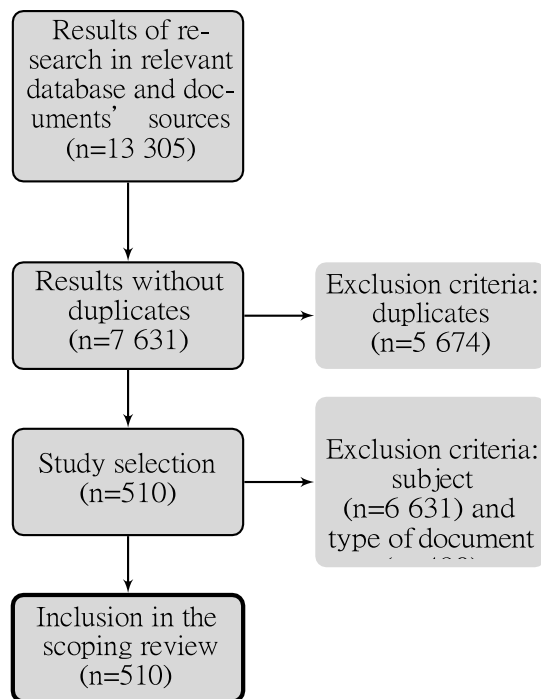 Results of re-
search in relevant
database and doc-
uments’ sources
(n=13 305)
Results without
duplicates
(n=7 631)
Exclusion criteria:
duplicates
(n=5 674)
Study selection
(n=510)
Exclusion criteria:
subject
(n=6 631) and
type of document
Inclusion in the
scoping review
(n=510)